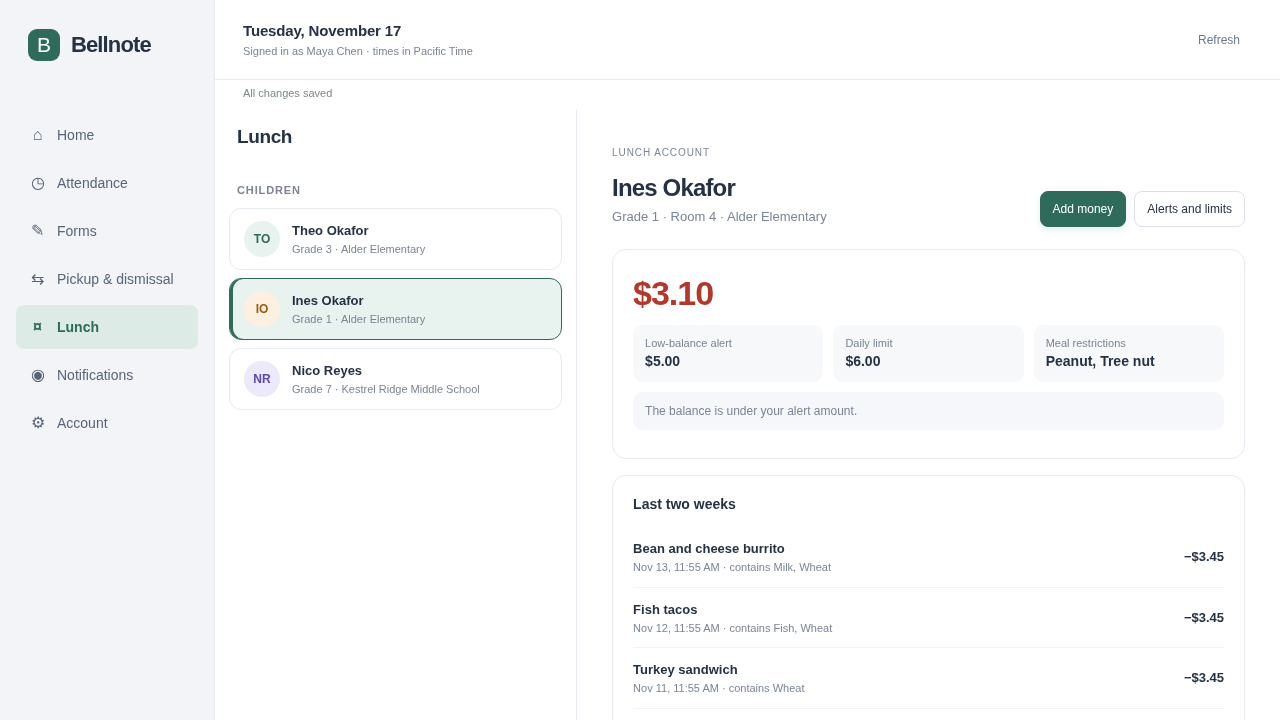 B Bellnote
Home
Attendance
Forms
Pickup & dismissal
Lunch
Notifications
Account
Tuesday, November 17
Signed in as Maya Chen · times in Pacific Time
Refresh
All changes saved
Lunch
CHILDREN
TO
Theo Okafor
Grade 3 · Alder Elementary
IO
Ines Okafor
Grade 1 · Alder Elementary
NR
Nico Reyes
Grade 7 · Kestrel Ridge Middle School
LUNCH ACCOUNT
Ines Okafor
Grade 1 · Room 4 · Alder Elementary
Add money
Alerts and limits
$3.10
Low-balance alert
$5.00
Daily limit
$6.00
Meal restrictions
Peanut, Tree nut
The balance is under your alert amount.
Last two weeks
Bean and cheese burrito
Nov 13, 11:55 AM · contains Milk, Wheat
−$3.45
Fish tacos
Nov 12, 11:55 AM · contains Fish, Wheat
−$3.45
Turkey sandwich
Nov 11, 11:55 AM · contains Wheat
−$3.45